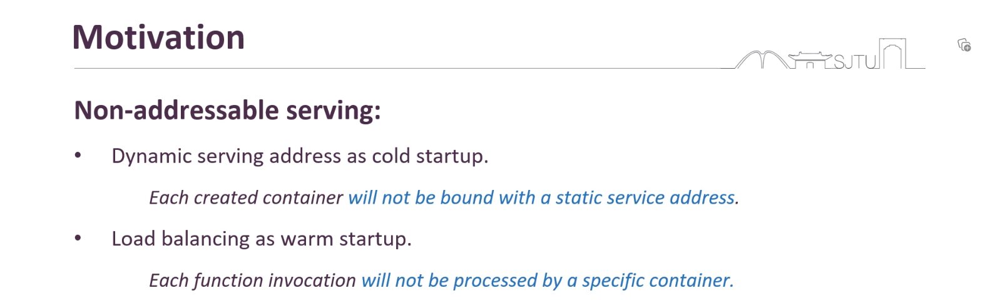 Motivation
SJTU
Non-addressable serving:
• Dynamic serving address as cold startup.
Each created container will not be bound with a static service address.
• Load balancing as warm startup.
Each function invocation will not be processed by a specific container.